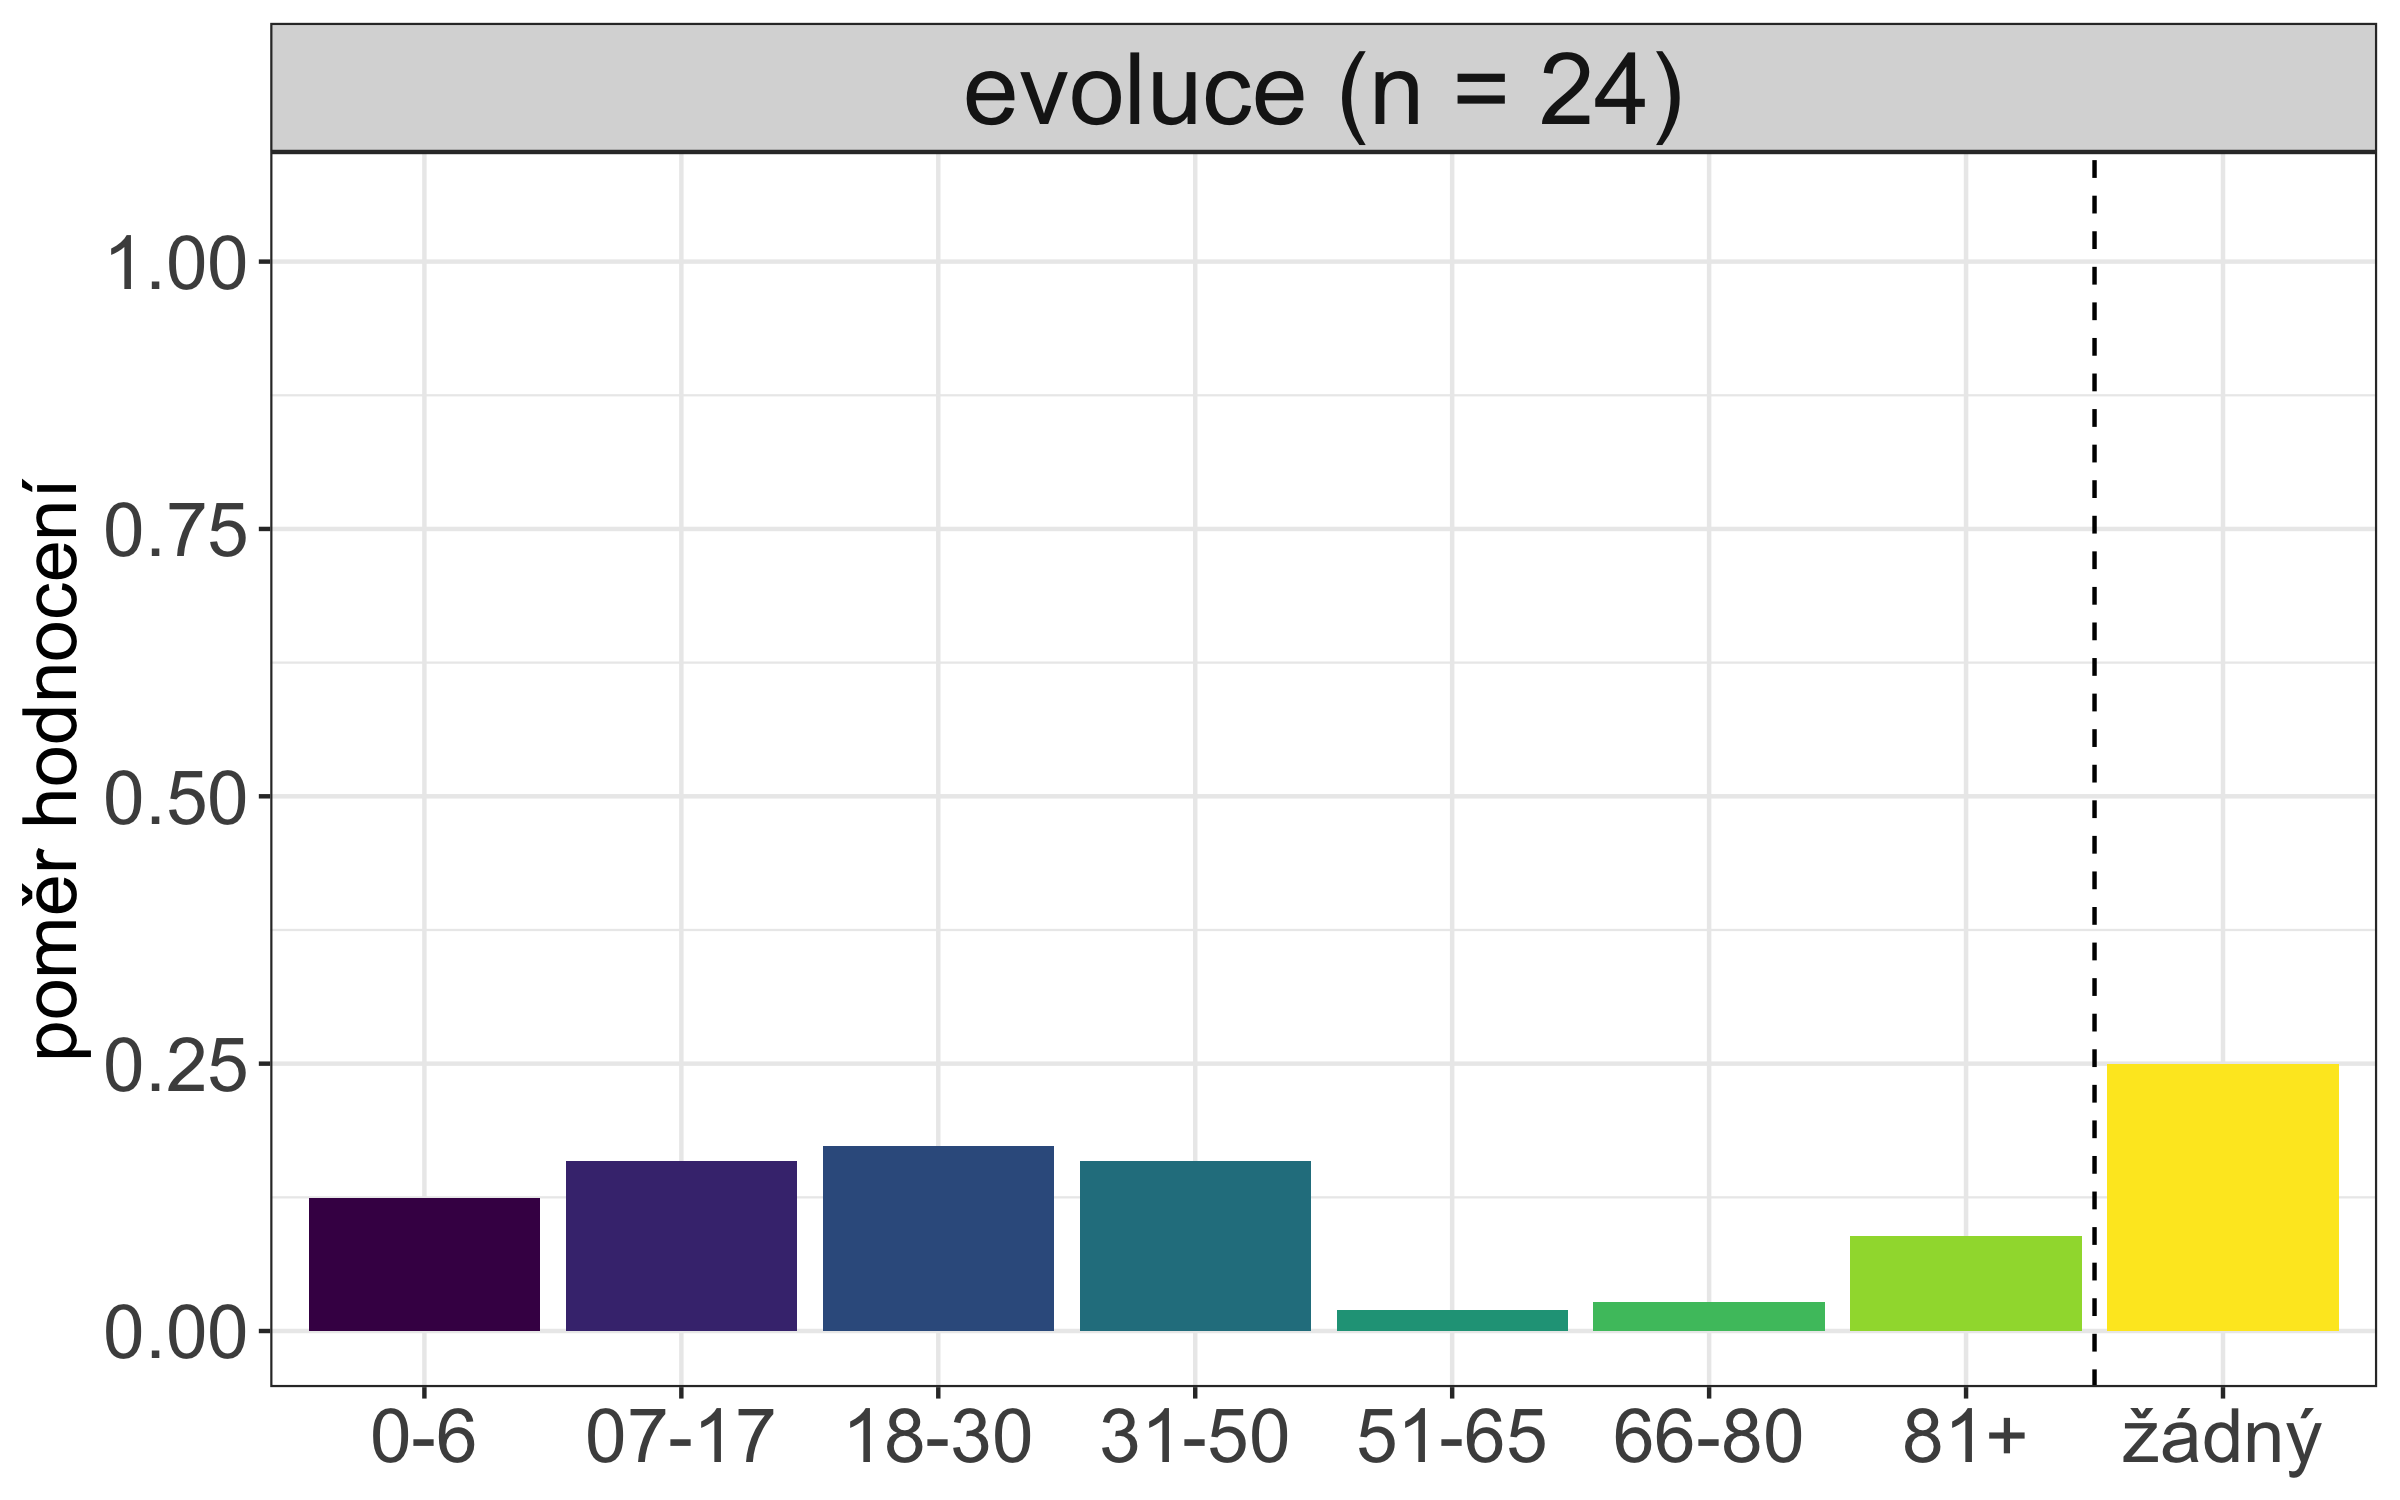 evoluce (n = 24)
poměr hodnocení
1.00
0.75
0.50
0.25
0.00
0-6 07-17 18-30 31-50 51-65 66-80 81+ žádný